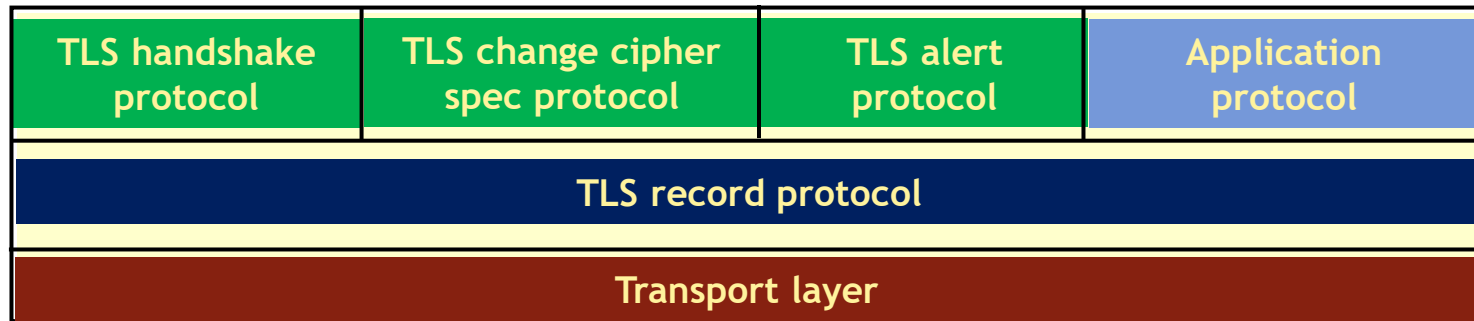 TLS handshake
protocol
TLS change cipher
spec protocol
TLS alert
protocol
Application
protocol
TLS record protocol
Transport layer